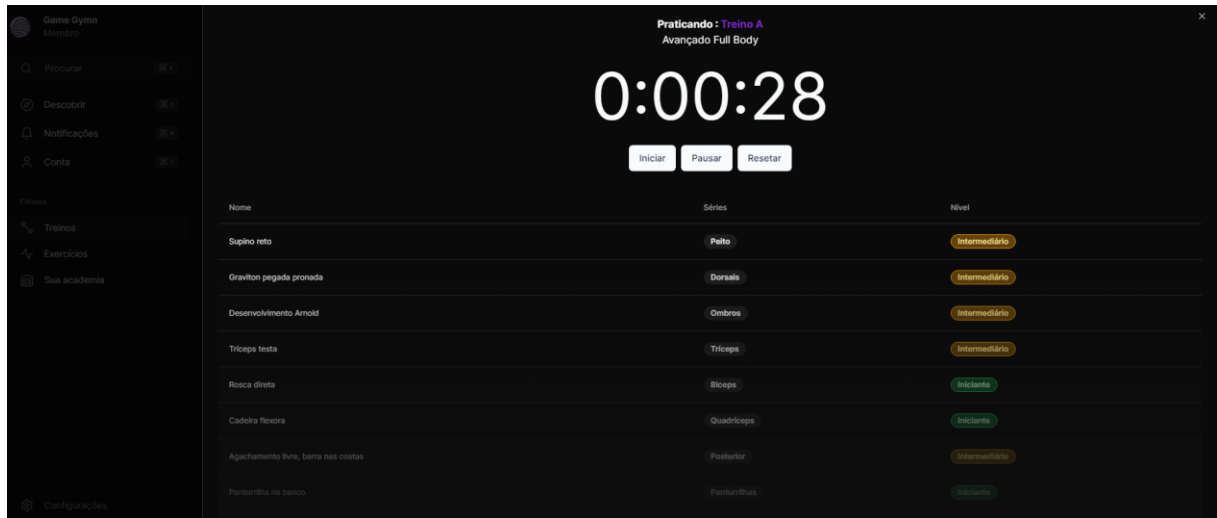 Game Gymn
Membro
Procurar ⌘K
Descobrir
Notificações
Conta
Fitness
Treinos
Exercícios
Sua academia
Configurações
×
Praticando : Treino A
Avançado Full Body
0:00:28
Iniciar Pausar Resetar
Nome Séries Nível
Supino reto Peito Intermediário
Graviton pegada pronada Dorsais Intermediário
Desenvolvimento Arnold Ombros Intermediário
Tríceps testa Tríceps Intermediário
Rosca direta Bíceps Iniciante
Cadeira flexora Quadríceps Iniciante
Agachamento livre, barra nas costas Posterior Intermediário
Panturrilha no banco Panturrilhas Iniciante